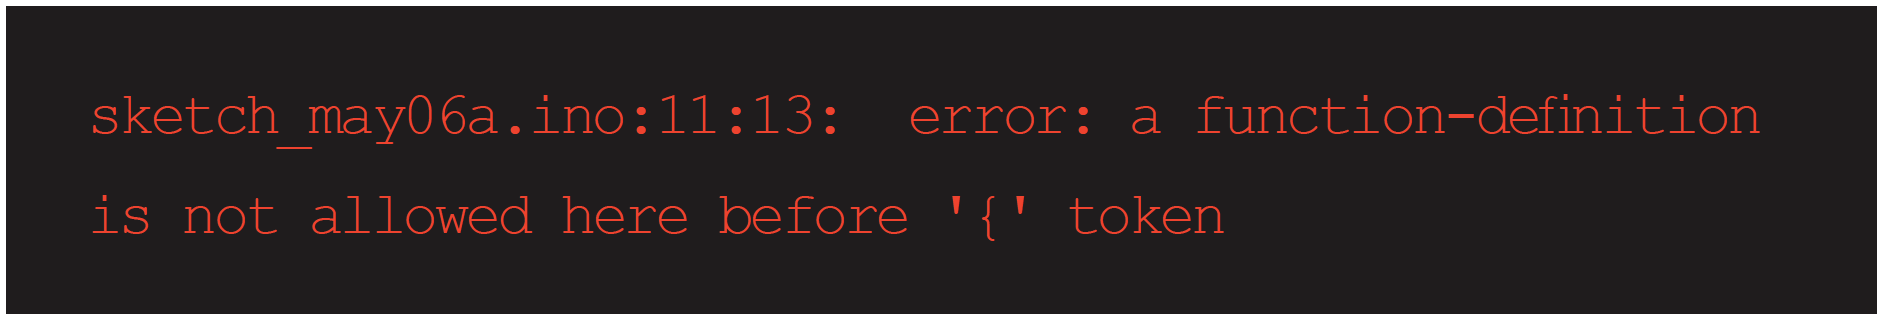 sketch_may06a.ino:11:13:  error: a function-definition
is not allowed here before '{' token